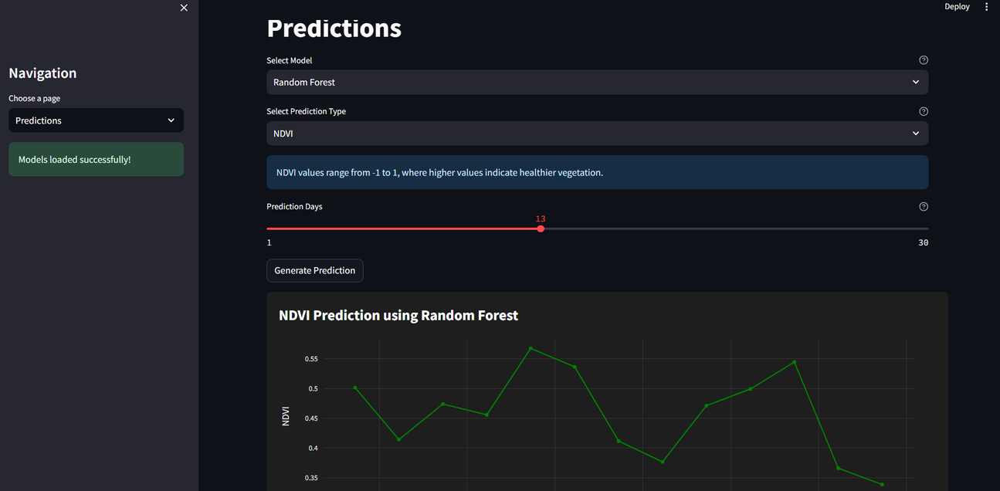 Deploy
Navigation
Choose a page
Predictions
Models loaded successfully!
Predictions
Select Model
Random Forest
Select Prediction Type
NDVI
NDVI values range from -1 to 1, where higher values indicate healthier vegetation.
Prediction Days
13
1
30
Generate Prediction
NDVI Prediction using Random Forest
NDVI
0.55
0.5
0.45
0.4
0.35